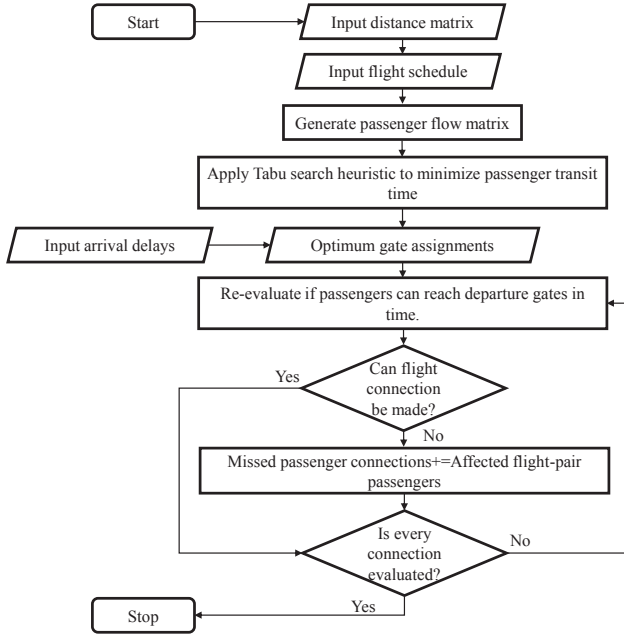 Start
Input distance matrix
Input flight schedule
Generate passenger flow matrix
Apply Tabu search heuristic to minimize passenger transit
time
Input arrival delays
Optimum gate assignments
Re-evaluate if passengers can reach departure gates in
time.
Yes
Can flight
connection
be made?
No
Missed passenger connections+=Affected flight-pair
passengers
Is every
connection
evaluated?
No
Yes
Stop